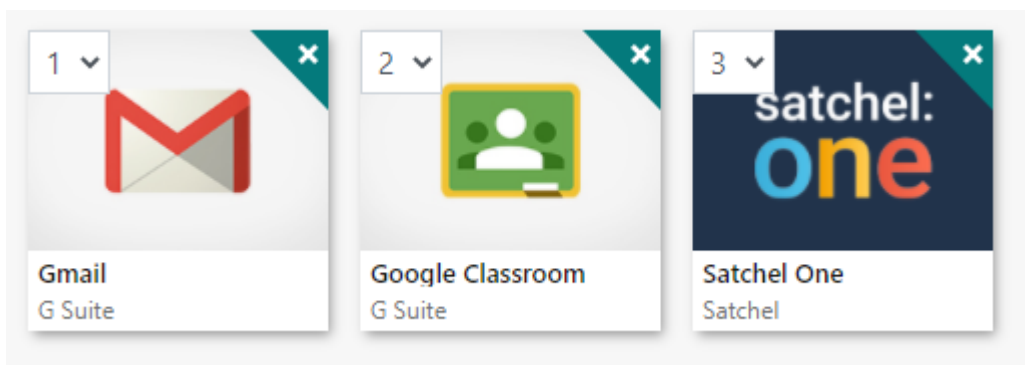 1
2
3
satchel:
one
Gmail
G Suite
Google Classroom
G Suite
Satchel One
Satchel